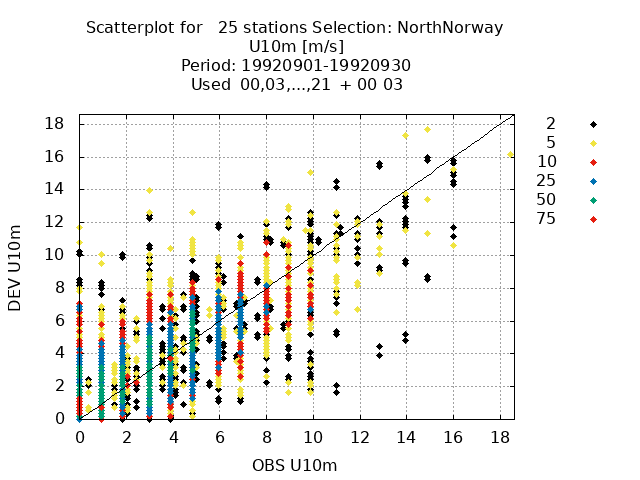 Scatterplot for 25 stations Selection: NorthNorway
U10m [m/s]
Period: 19920901-19920930
Used 00,03,...,21 + 00 03
18
16
14
12
10
8
6
4
2
0
DEV U10m
0 2 4 6 8 10 12 14 16 18
OBS U10m
2
5
10
25
50
75